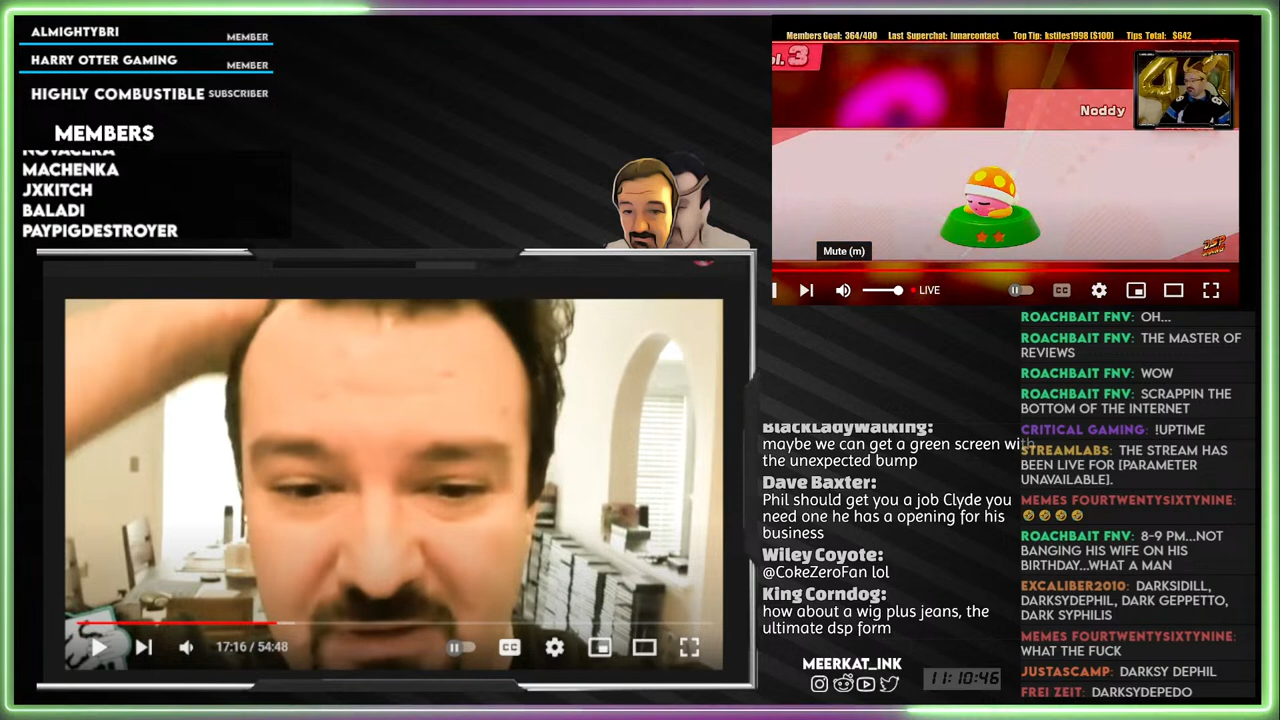 ALMIGHTYBRI MEMBER
HARRY OTTER GAMING MEMBER
HIGHLY COMBUSTIBLE SUBSCRIBER
MEMBERS
NOVACERA
MACHENKA
JXKITCH
BALADI
PAYPIGDESTROYER
Members Goal: 364/400 Last Superchat: lunarcontact Top Tip: kstiles1998 ($100) Tips Total: $642
ol. 3
Noddy
Mute (m)
LIVE
CC
17:16 / 54:48
CC
BlackLadyWalking:
maybe we can get a green screen with
the unexpected bump
Dave Baxter:
Phil should get you a job Clyde you
need one he has a opening for his
business
Wiley Coyote:
@CokeZeroFan lol
King Corndog:
how about a wig plus jeans, the
ultimate dsp form
MEERKAT_INK
11:10:46
ROACHBAIT FNV: OH...
ROACHBAIT FNV: THE MASTER OF
REVIEWS
ROACHBAIT FNV: WOW
ROACHBAIT FNV: SCRAPPIN THE
BOTTOM OF THE INTERNET
CRITICAL GAMING: !UPTIME
STREAMLABS: THE STREAM HAS
BEEN LIVE FOR [PARAMETER
UNAVAILABLE].
MEMES FOURTWENTYSIXTYNINE:
🤣 🤣 🤣 🤣
ROACHBAIT FNV: 8-9 PM...NOT
BANGING HIS WIFE ON HIS
BIRTHDAY...WHAT A MAN
EXCALIBER2010: DARKSIDILL,
DARKSYDEPHIL, DARK GEPPETTO,
DARK SYPHILIS
MEMES FOURTWENTYSIXTYNINE:
WHAT THE FUCK
JUSTASCAMP: DARKSY DEPHIL
FREI ZEIT: DARKSYDEPEDO